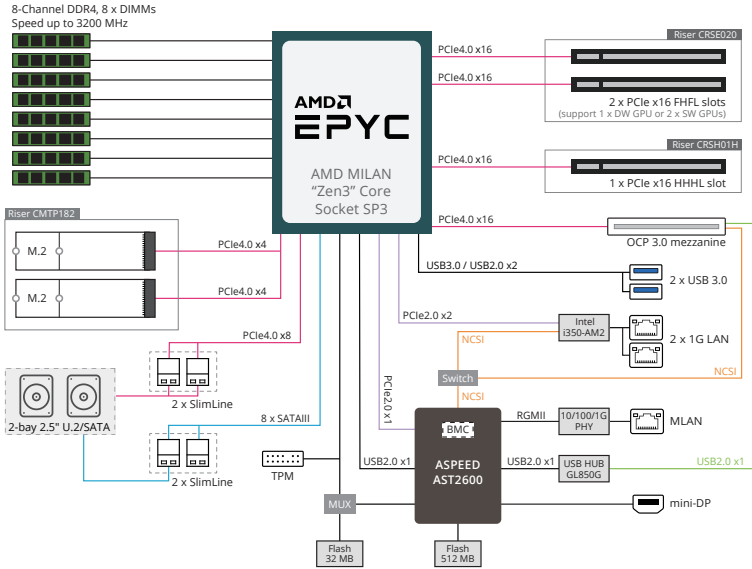 8-Channel DDR4, 8 x DIMMs
Speed up to 3200 MHz
AMD
EPYC
AMD MILAN
“Zen3” Core
Socket SP3
PCIe4.0 x16
Riser CRSE020
PCIe4.0 x16
2 x PCIe x16 FHFL slots
(support 1 x DW GPU or 2 x SW GPUs)
PCIe4.0 x16
Riser CRSH01H
1 x PCIe x16 HHHL slot
PCIe4.0 x16
OCP 3.0 mezzanine
Riser CMTP182
M.2
PCIe4.0 x4
M.2
PCIe4.0 x4
USB3.0 / USB2.0 x2
2 x USB 3.0
PCIe2.0 x2
Intel
i350-AM2
2 x 1G LAN
NCSI
NCSI
Switch
NCSI
PCIe4.0 x8
2 x SlimLine
2-bay 2.5" U.2/SATA
8 x SATAIII
2 x SlimLine
PCIe2.0 x1
BMC
ASPEED
AST2600
RGMII
10/100/1G
PHY
MLAN
USB2.0 x1
USB2.0 x1
USB HUB
GL850G
USB2.0 x1
TPM
MUX
mini-DP
Flash
32 MB
Flash
512 MB